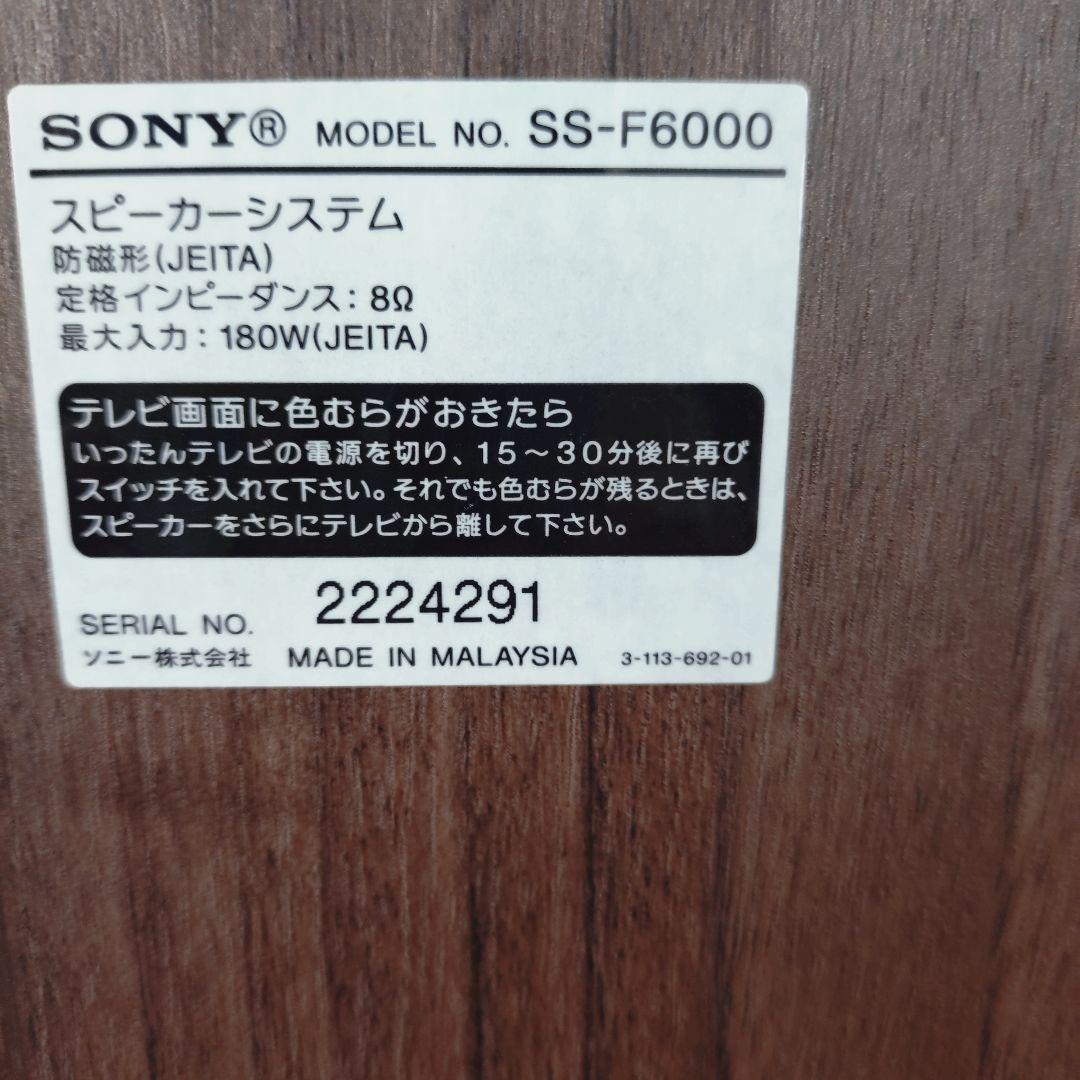 SONY® MODEL NO. SS-F6000
スピーカーシステム
防磁形(JEITA)
定格インピーダンス：8Ω
最大入力：180W(JEITA)
テレビ画面に色むらがおきたら
いったんテレビの電源を切り、15～30分後に再び
スイッチを入れて下さい。それでも色むらが残るときは、
スピーカーをさらにテレビから離して下さい。
SERIAL NO. 2224291
ソニー株式会社 MADE IN MALAYSIA 3-113-692-01